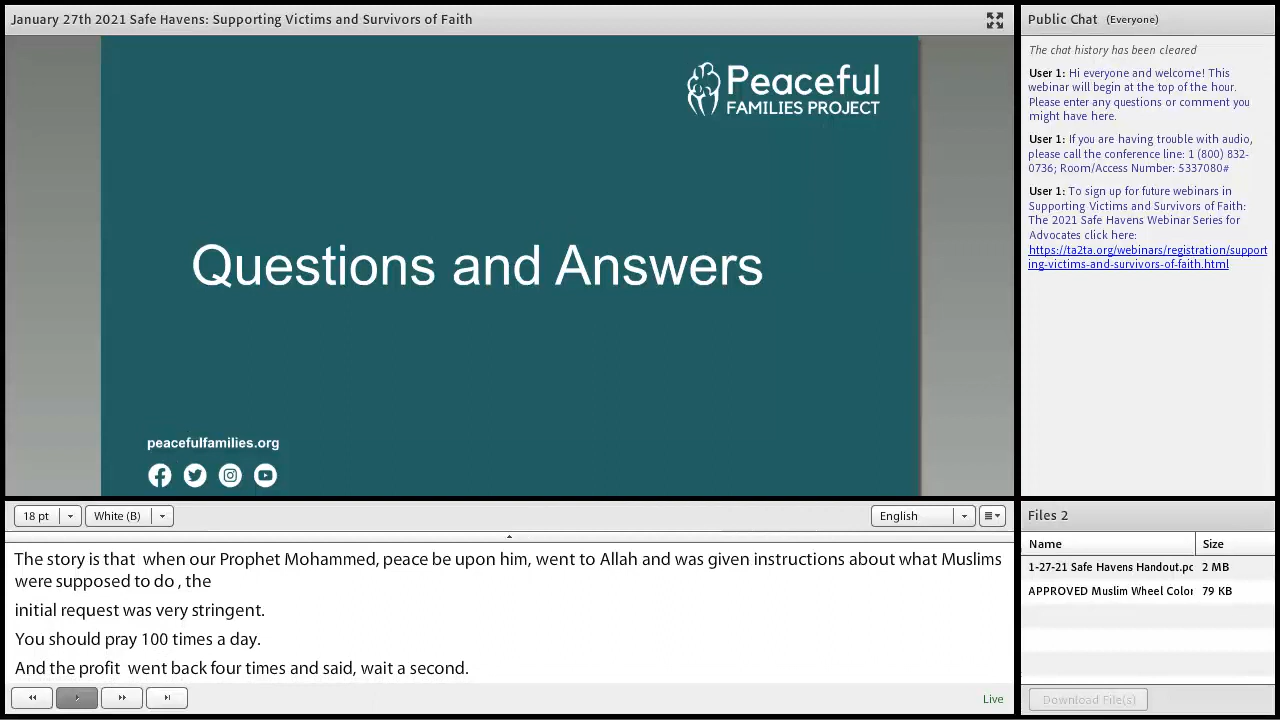 January 27th 2021 Safe Havens: Supporting Victims and Survivors of Faith
Peaceful
FAMILIES PROJECT
Questions and Answers
peacefulfamilies.org
18 pt
White (B)
English
The story is that when our Prophet Mohammed, peace be upon him, went to Allah and was given instructions about what Muslims
were supposed to do , the
initial request was very stringent.
You should pray 100 times a day.
And the profit went back four times and said, wait a second.
Live
Public Chat (Everyone)
The chat history has been cleared
User 1: Hi everyone and welcome! This
webinar will begin at the top of the hour.
Please enter any questions or comment you
might have here.
User 1: If you are having trouble with audio,
please call the conference line: 1 (800) 832-
0736; Room/Access Number: 5337080#
User 1: To sign up for future webinars in
Supporting Victims and Survivors of Faith:
The 2021 Safe Havens Webinar Series for
Advocates click here:
https://ta2ta.org/webinars/registration/support
ing-victims-and-survivors-of-faith.html
Files 2
Name Size
1-27-21 Safe Havens Handout.pc 2 MB
APPROVED Muslim Wheel Color 79 KB
Download File(s)